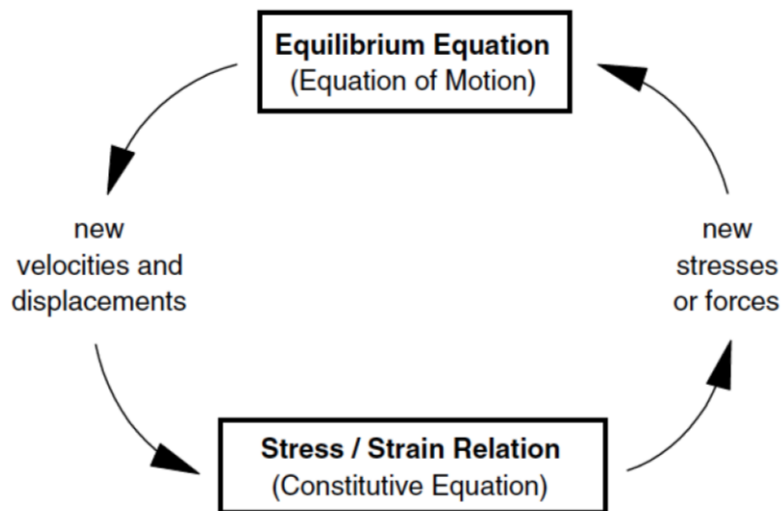 Equilibrium Equation
(Equation of Motion)
new
velocities and
displacements
new
stresses
or forces
Stress / Strain Relation
(Constitutive Equation)